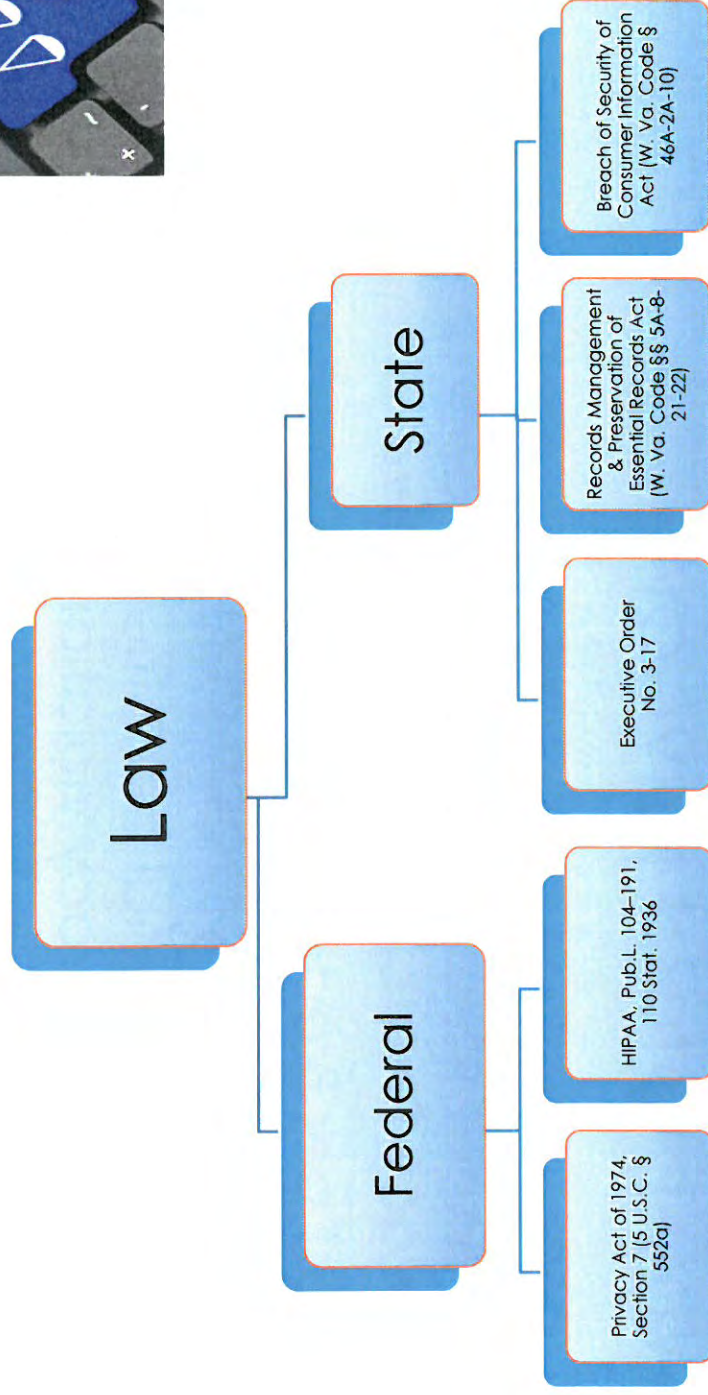 Law
Federal
State
Privacy Act of 1974,
Section 7 (5 U.S.C. §
552a)
HIPAA, Pub.L. 104–191,
110 Stat. 1936
Executive Order
No. 3-17
Records Management
& Preservation of
Essential Records Act
(W. Va. Code §§ 5A-8-
21-22)
Breach of Security of
Consumer Information
Act (W. Va. Code §
46A-2A-10)